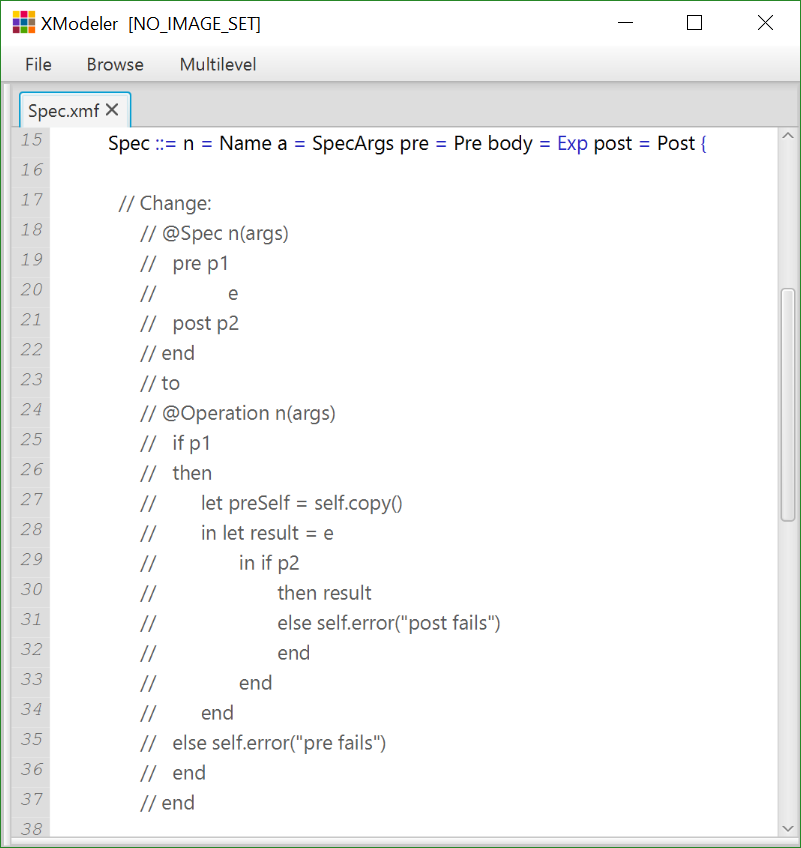 XModeler [NO_IMAGE_SET]
File Browse Multilevel
Spec.xmf
15 Spec ::= n = Name a = SpecArgs pre = Pre body = Exp post = Post {
16
17 // Change:
18 // @Spec n(args)
19 // pre p1
20 // e
21 // post p2
22 // end
23 // to
24 // @Operation n(args)
25 // if p1
26 // then
27 // let preSelf = self.copy()
28 // in let result = e
29 // in if p2
30 // then result
31 // else self.error("post fails")
32 // end
33 // end
34 // end
35 // else self.error("pre fails")
36 // end
37 // end
38